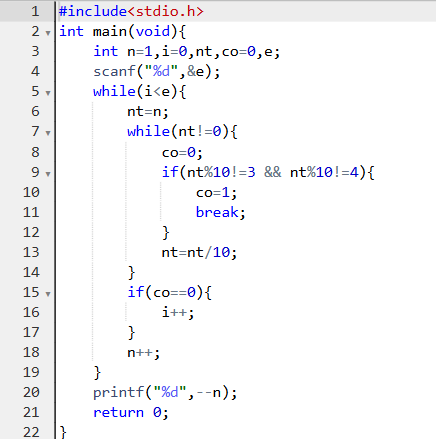 1 #include<stdio.h>
2 int main(void){
3 int n=1,i=0,nt,co=0,e;
4 scanf("%d",&e);
5 while(i<e){
6 nt=n;
7 while(nt!=0){
8 co=0;
9 if(nt%10!=3 && nt%10!=4){
10 co=1;
11 break;
12 }
13 nt=nt/10;
14 }
15 if(co==0){
16 i++;
17 }
18 n++;
19 }
20 printf("%d",--n);
21 return 0;
22 }